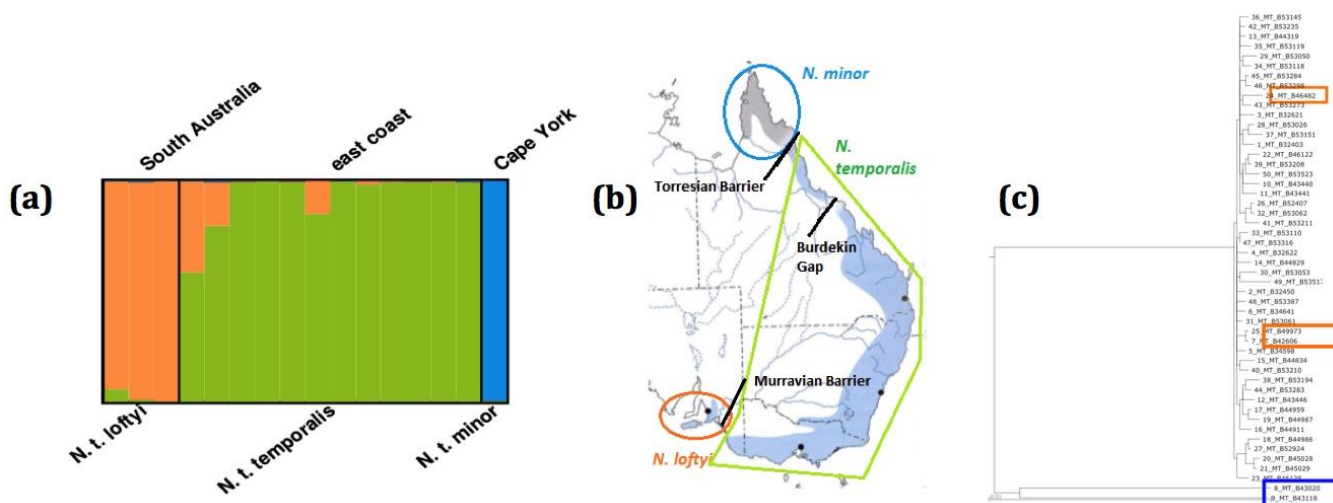 (a)
South Australia
east coast
Cape York
N. t. loftyi
N. t. temporalis
N. t. minor
(b)
N. minor
N.
temporalis
Torresian Barrier
Burdekin
Gap
Murravian Barrier
N. loftyi
(c)
36_MT_B53145
42_MT_B53235
13_MT_B44319
35_MT_B53119
29_MT_B53050
34_MT_B53118
45_MT_B53284
24_MT_B46482
43_MT_B53273
3_MT_B32621
28_MT_B53026
37_MT_B53151
1_MT_B32403
22_MT_B46122
39_MT_B53208
50_MT_B53523
10_MT_B43440
11_MT_B43441
26_MT_B52407
32_MT_B53062
41_MT_B53211
33_MT_B53110
47_MT_B53316
4_MT_B32622
14_MT_B44829
30_MT_B53053
2_MT_B32450
48_MT_B53387
6_MT_B34641
31_MT_B53061
25_MT_B49973
7_MT_B42606
5_MT_B34598
15_MT_B44834
40_MT_B53210
38_MT_B53194
44_MT_B53283
12_MT_B43446
17_MT_B44959
19_MT_B44987
16_MT_B44911
18_MT_B44986
27_MT_B52924
20_MT_B45028
21_MT_B45029
8_MT_B43020
9_MT_B43118